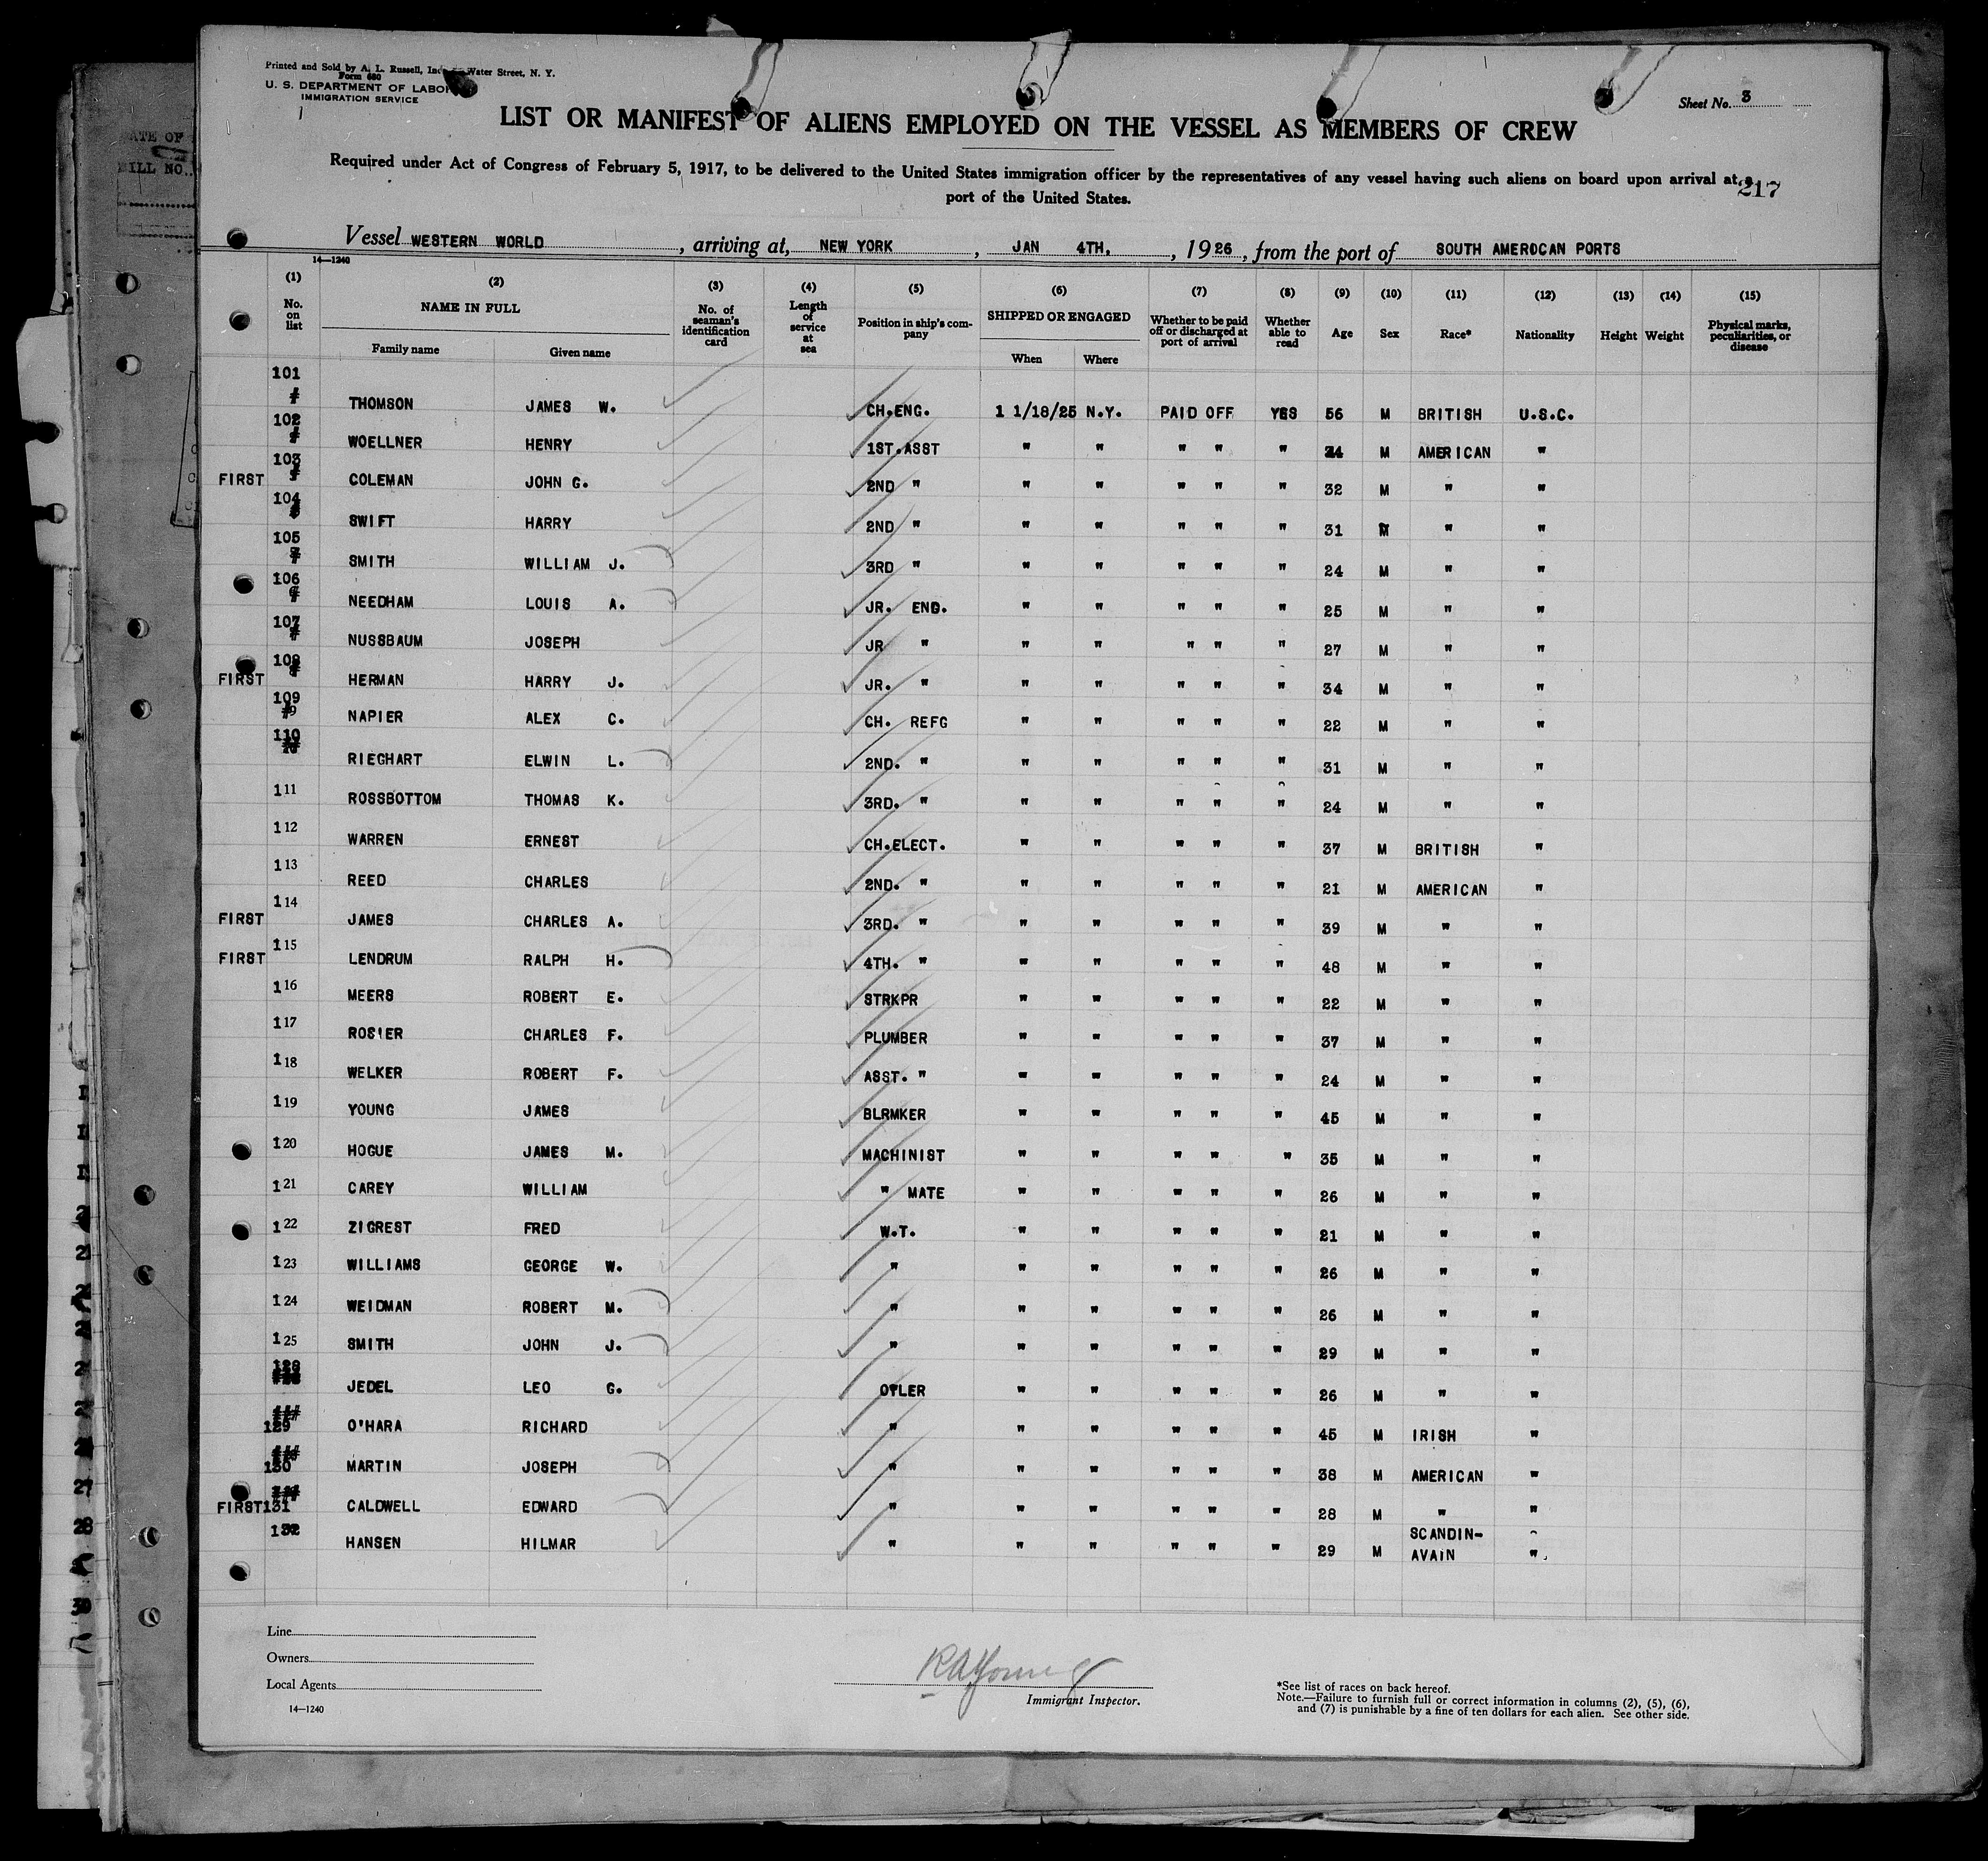 Printed and Sold by A. L. Russell, Inc. Water Street, N. Y.
Form 680
U. S. DEPARTMENT OF LABOR
IMMIGRATION SERVICE
Sheet No. 3
LIST OR MANIFEST OF ALIENS EMPLOYED ON THE VESSEL AS MEMBERS OF CREW
Required under Act of Congress of February 5, 1917, to be delivered to the United States immigration officer by the representatives of any vessel having such aliens on board upon arrival at a
port of the United States.
217
Vessel WESTERN WORLD, arriving at, NEW YORK, JAN 4TH, 1926, from the port of SOUTH AMEROCAN PORTS
14—1240
(1) (2) (3) (4) (5) (6) (7) (8) (9) (10) (11) (12) (13) (14) (15)
No. on list NAME IN FULL Family name Given name No. of seaman's identification card Length of service at sea Position in ship's company SHIPPED OR ENGAGED When Where Whether to be paid off or discharged at port of arrival Whether able to read Age Sex Race* Nationality Height Weight Physical marks, peculiarities, or disease
101 THOMSON JAMES W. CH.ENG. 1 1/18/25 N.Y. PAID OFF YES 56 M BRITISH U.S.C.
102 WOELLNER HENRY 1ST.ASST " " " " " 24 M AMERICAN "
FIRST 103 COLEMAN JOHN G. 2ND " " " " " " 32 M " "
104 SWIFT HARRY 2ND " " " " " " 31 M " "
105 SMITH WILLIAM J. 3RD " " " " " " 24 M " "
106 NEEDHAM LOUIS A. JR. ENG. " " " " " 25 M " "
107 NUSSBAUM JOSEPH JR " " " " " " 27 M " "
FIRST 108 HERMAN HARRY J. JR. " " " " " " 34 M " "
109 NAPIER ALEX C. CH. REFG " " " " " 22 M " "
110 RIEGHART ELWIN L. 2ND. " " " " " " 31 M " "
111 ROSSBOTTOM THOMAS K. 3RD. " " " " " " 24 M " "
112 WARREN ERNEST CH.ELECT. " " " " " 37 M BRITISH "
113 REED CHARLES 2ND. " " " " " " 21 M AMERICAN "
FIRST 114 JAMES CHARLES A. 3RD. " " " " " " 39 M " "
FIRST 115 LENDRUM RALPH H. 4TH. " " " " " " 48 M " "
116 MEERS ROBERT E. STRKPR " " " " " 22 M " "
117 ROSIER CHARLES F. PLUMBER " " " " " 37 M " "
118 WELKER ROBERT F. ASST. " " " " " " 24 M " "
119 YOUNG JAMES BLRMKER " " " " " 45 M " "
120 HOGUE JAMES M. MACHINIST " " " " " 35 M " "
121 CAREY WILLIAM " MATE " " " " " 26 M " "
122 ZIGREST FRED W.T. " " " " " 21 M " "
123 WILLIAMS GEORGE W. " " " " " " 26 M " "
124 WEIDMAN ROBERT M. " " " " " " 26 M " "
125 SMITH JOHN J. " " " " " " 29 M " "
128 JEDEL LEO G. OILER " " " " " 26 M " "
129 O'HARA RICHARD " " " " " " 45 M IRISH "
130 MARTIN JOSEPH " " " " " " 38 M AMERICAN "
FIRST 131 CALDWELL EDWARD " " " " " " 28 M " "
132 HANSEN HILMAR " " " " " " 29 M SCANDIN-AVAIN "
Line
Owners
Local Agents
14—1240
R A Young
Immigrant Inspector.
*See list of races on back hereof.
Note.—Failure to furnish full or correct information in columns (2), (5), (6),
and (7) is punishable by a fine of ten dollars for each alien. See other side.